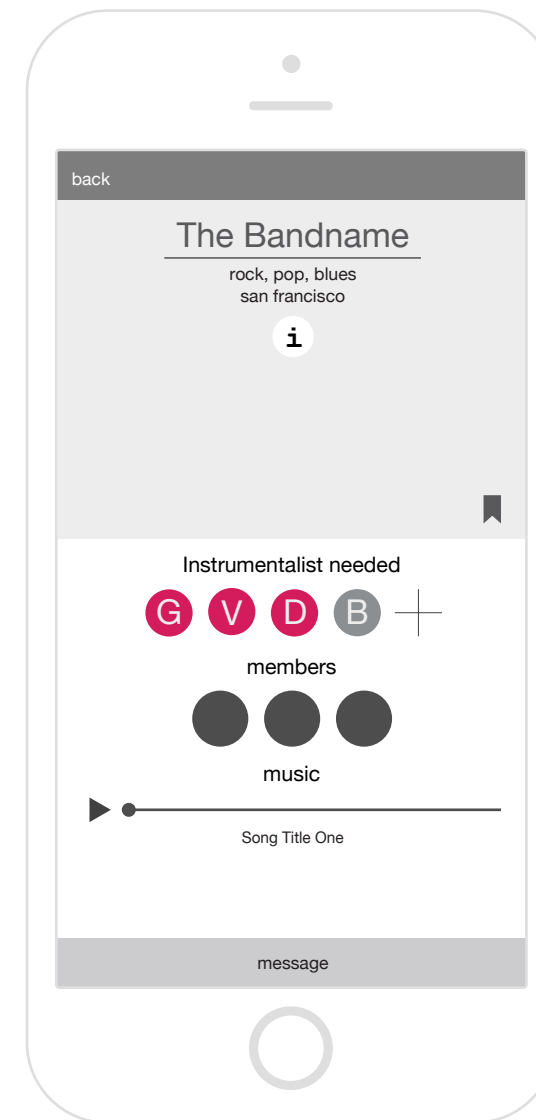 back
The Bandname
rock, pop, blues
san francisco
i
Instrumentalist needed
G V D B
members
music
Song Title One
message